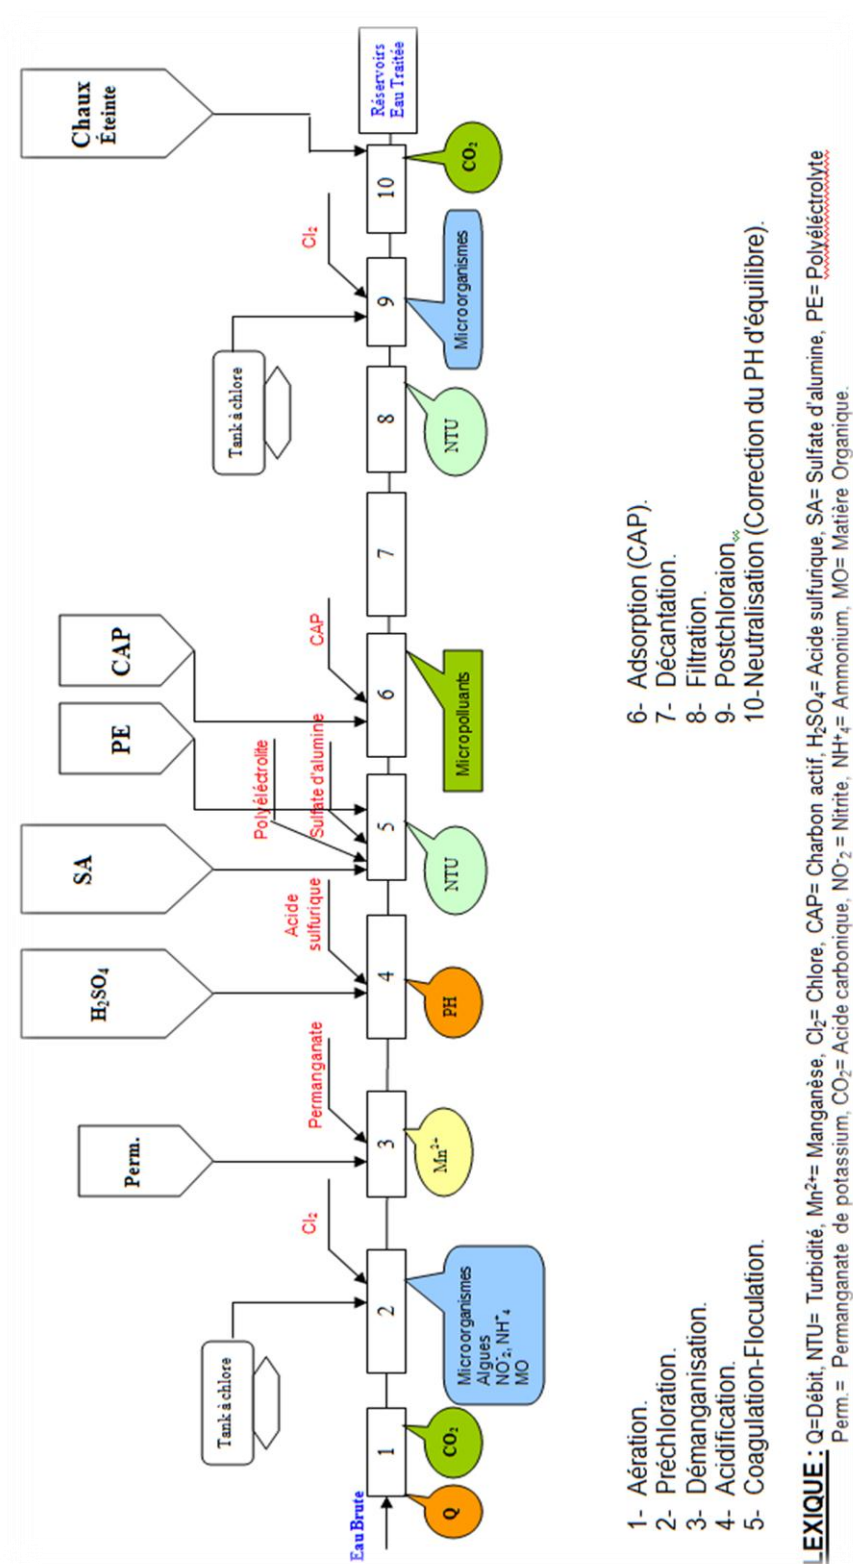 Chaux
Éteinte
Réservoirs
Eau Traitée
10
CO₂
Cl₂
Tank à chlore
9
Microorganismes
8
NTU
7
CAP
CAP
6
Micropolluants
PE
Polyéléctrolite
Sulfate d'alumine
SA
5
NTU
H₂SO₄
Acide
sulfurique
4
PH
Perm.
Permanganate
3
Mn²⁺
Cl₂
Tank à chlore
2
Microorganismes
Algues
NO⁻₂, NH⁺₄
MO
1
CO₂
Q
Eau Brute
1- Aération.
2- Préchloration.
3- Démanganisation.
4- Acidification.
5- Coagulation-Floculation.
6- Adsorption (CAP).
7- Décantation.
8- Filtration.
9- Postchloraion.
10-Neutralisation (Correction du PH d'équilibre).
LEXIQUE : Q=Débit, NTU= Turbidité, Mn²⁺= Manganèse, Cl₂= Chlore, CAP= Charbon actif, H₂SO₄= Acide sulfurique, SA= Sulfate d'alumine, PE= Polyéléctrolyte
Perm.= Permanganate de potassium, CO₂= Acide carbonique, NO⁻₂ = Nitrite, NH⁺₄= Ammonium, MO= Matière Organique.